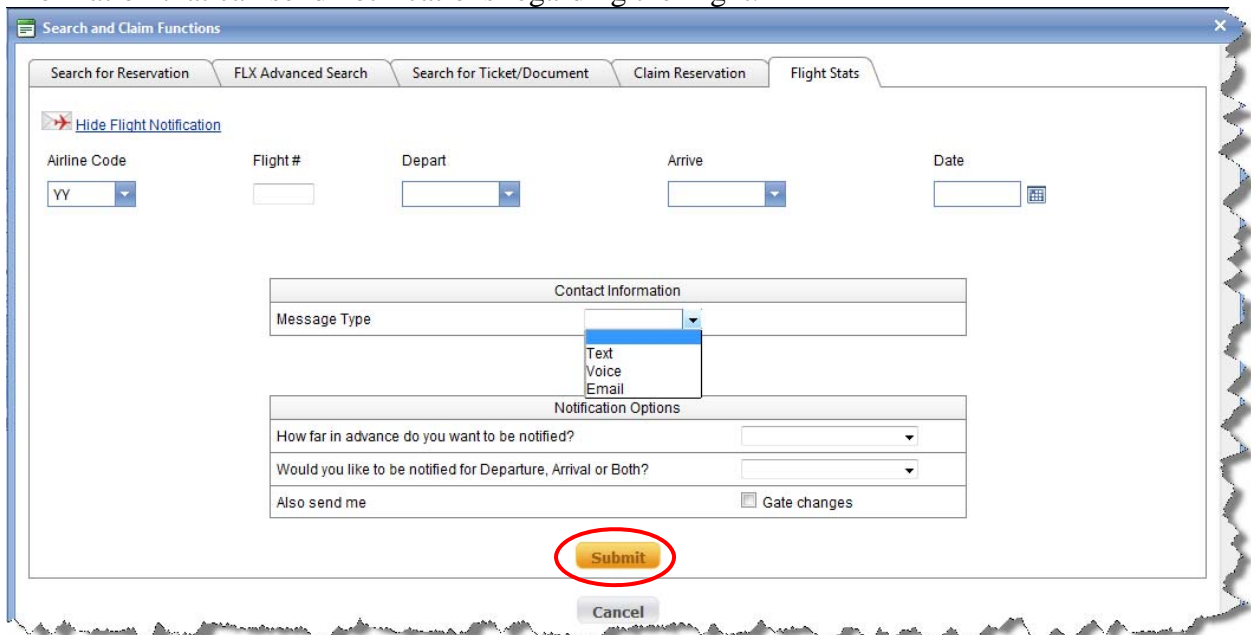 Search and Claim Functions
Search for Reservation FLX Advanced Search Search for Ticket/Document Claim Reservation Flight Stats
Hide Flight Notification
Airline Code Flight # Depart Arrive Date
YY
Contact Information
Message Type
Text
Voice
Email
Notification Options
How far in advance do you want to be notified?
Would you like to be notified for Departure, Arrival or Both?
Also send me Gate changes
Submit
Cancel